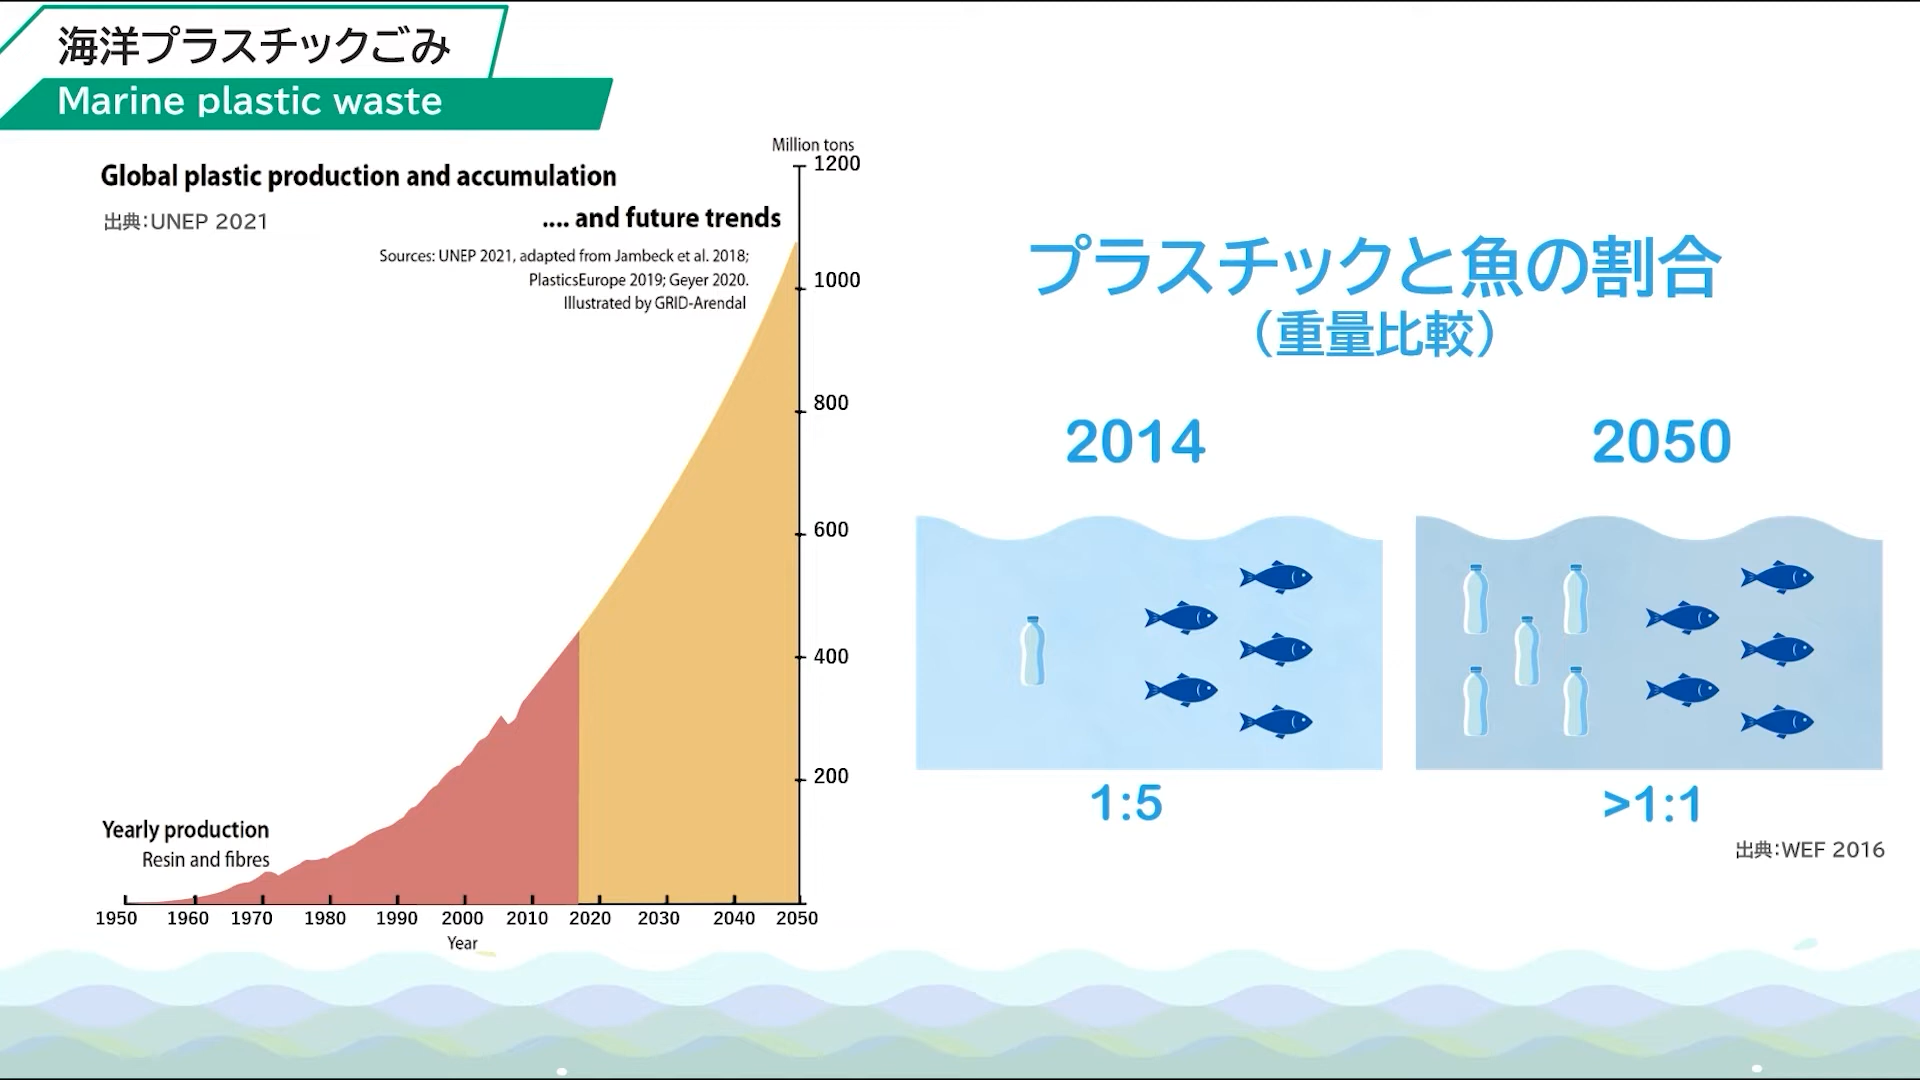 海洋プラスチックごみ
Marine plastic waste
Global plastic production and accumulation
出典：UNEP 2021
.... and future trends
Sources: UNEP 2021, adapted from Jambeck et al. 2018;
PlasticsEurope 2019; Geyer 2020.
Illustrated by GRID-Arendal
Million tons
1200
1000
800
600
400
200
Yearly production
Resin and fibres
1950 1960 1970 1980 1990 2000 2010 2020 2030 2040 2050
Year
プラスチックと魚の割合
（重量比較）
2014
2050
1:5
>1:1
出典：WEF 2016